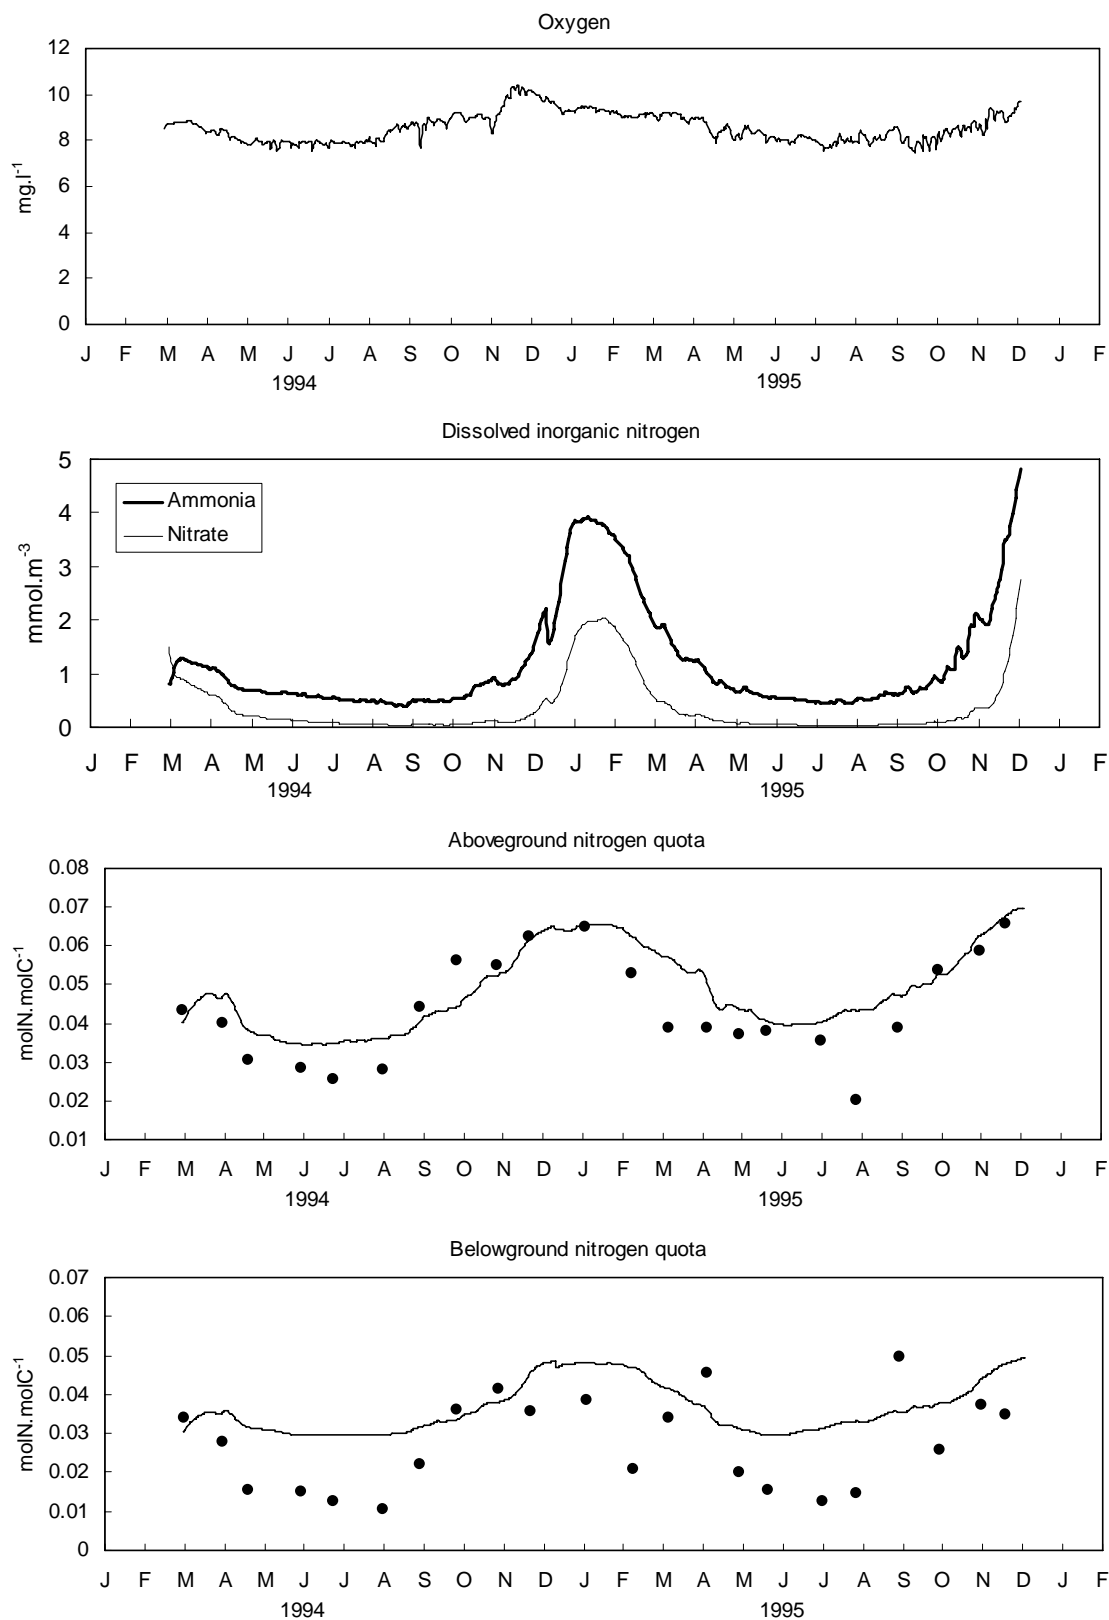 Oxygen
12
10
8
6
4
2
0
mg.l⁻¹
J F M A M J J A S O N D J F M A M J J A S O N D J F
1994 1995
Dissolved inorganic nitrogen
5
4
3
2
1
0
mmol.m⁻³
Ammonia
Nitrate
J F M A M J J A S O N D J F M A M J J A S O N D J F
1994 1995
Aboveground nitrogen quota
0.08
0.07
0.06
0.05
0.04
0.03
0.02
0.01
molN.molC⁻¹
J F M A M J J A S O N D J F M A M J J A S O N D J F
1994 1995
Belowground nitrogen quota
0.07
0.06
0.05
0.04
0.03
0.02
0.01
0
molN.molC⁻¹
J F M A M J J A S O N D J F M A M J J A S O N D J F
1994 1995